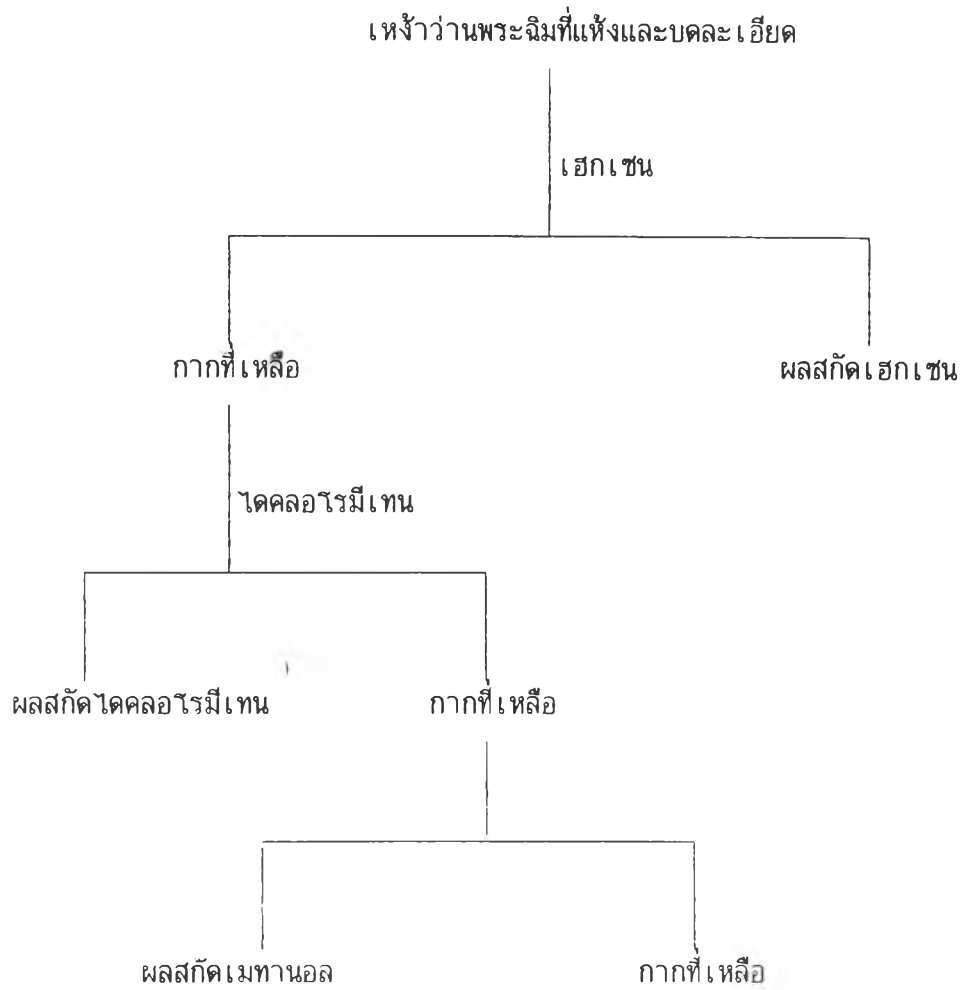 เหง้าว่านพระฉิมที่แห้งและบดละเอียด
เฮกเซน
กากที่เหลือ
ผลสกัดเฮกเซน
ไดคลอโรมีเทน
ผลสกัดไดคลอโรมีเทน
กากที่เหลือ
ผลสกัดเมทานอล
กากที่เหลือ